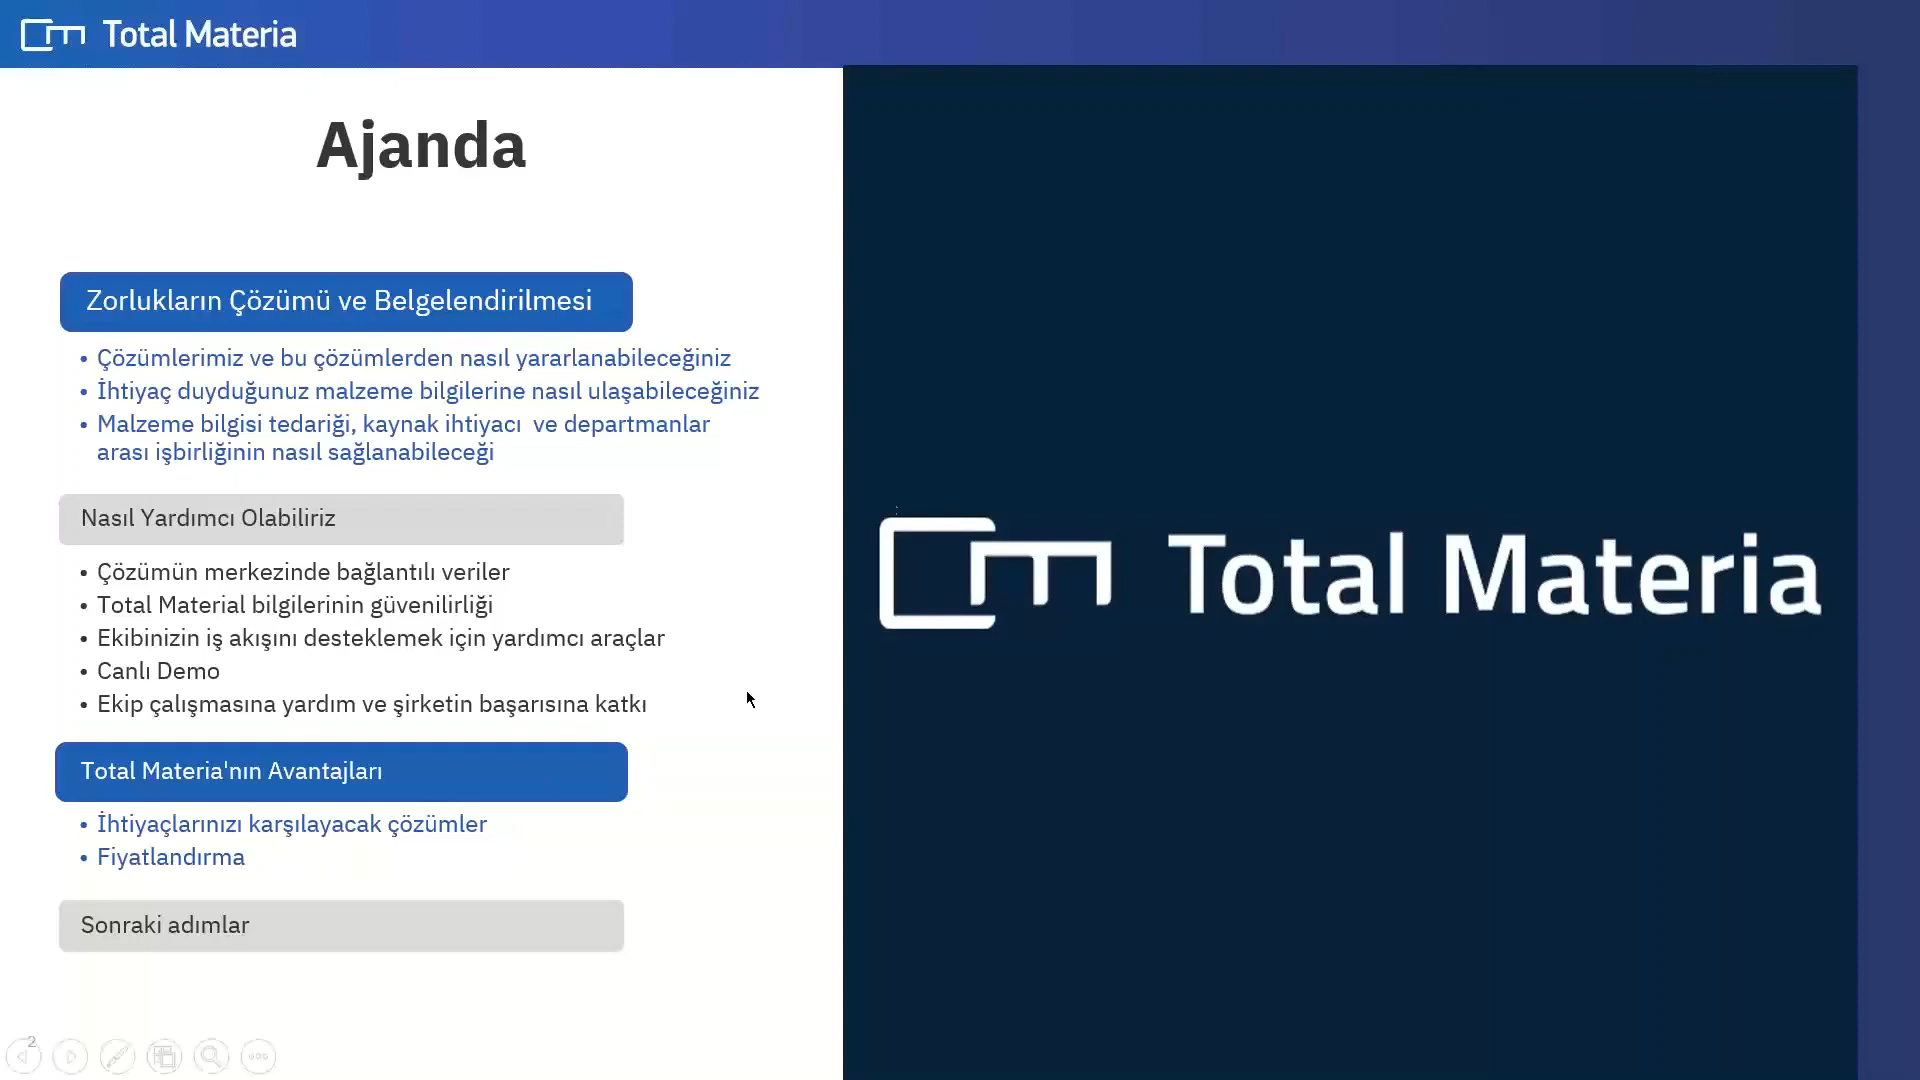 Total Materia
Ajanda
Zorlukların Çözümü ve Belgelendirilmesi
• Çözümlerimiz ve bu çözümlerden nasıl yararlanabileceğiniz
• İhtiyaç duyduğunuz malzeme bilgilerine nasıl ulaşabileceğiniz
• Malzeme bilgisi tedariği, kaynak ihtiyacı ve departmanlar
arası işbirliğinin nasıl sağlanabileceği
Nasıl Yardımcı Olabiliriz
• Çözümün merkezinde bağlantılı veriler
• Total Material bilgilerinin güvenilirliği
• Ekibinizin iş akışını desteklemek için yardımcı araçlar
• Canlı Demo
• Ekip çalışmasına yardım ve şirketin başarısına katkı
Total Materia'nın Avantajları
• İhtiyaçlarınızı karşılayacak çözümler
• Fiyatlandırma
Sonraki adımlar
2
Total Materia